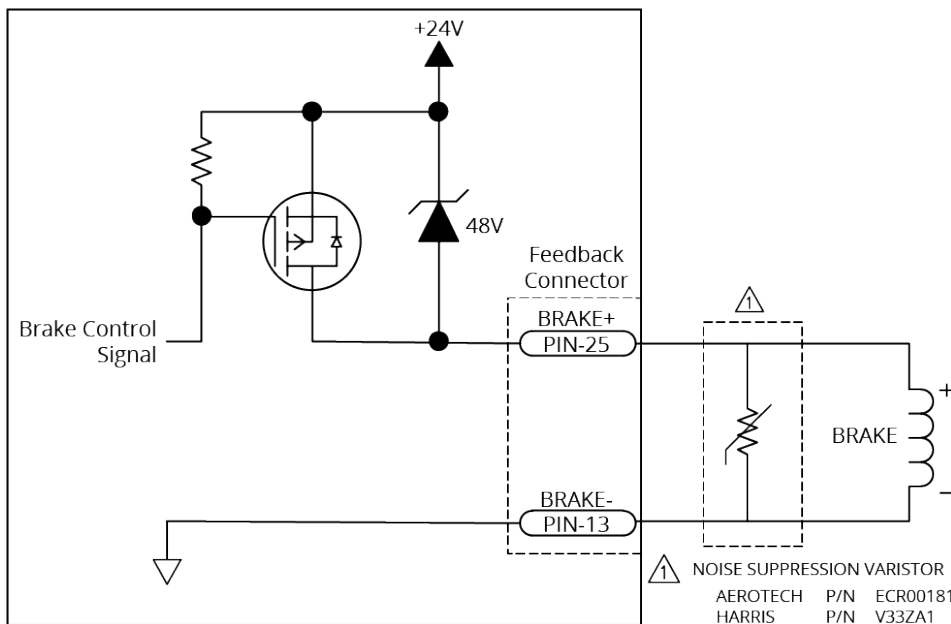 +24V
48V
Feedback
Connector
Brake Control
Signal
BRAKE+
PIN-25
1
+
BRAKE
−
BRAKE-
PIN-13
1 NOISE SUPPRESSION VARISTOR
AEROTECH P/N ECR00181
HARRIS P/N V33ZA1